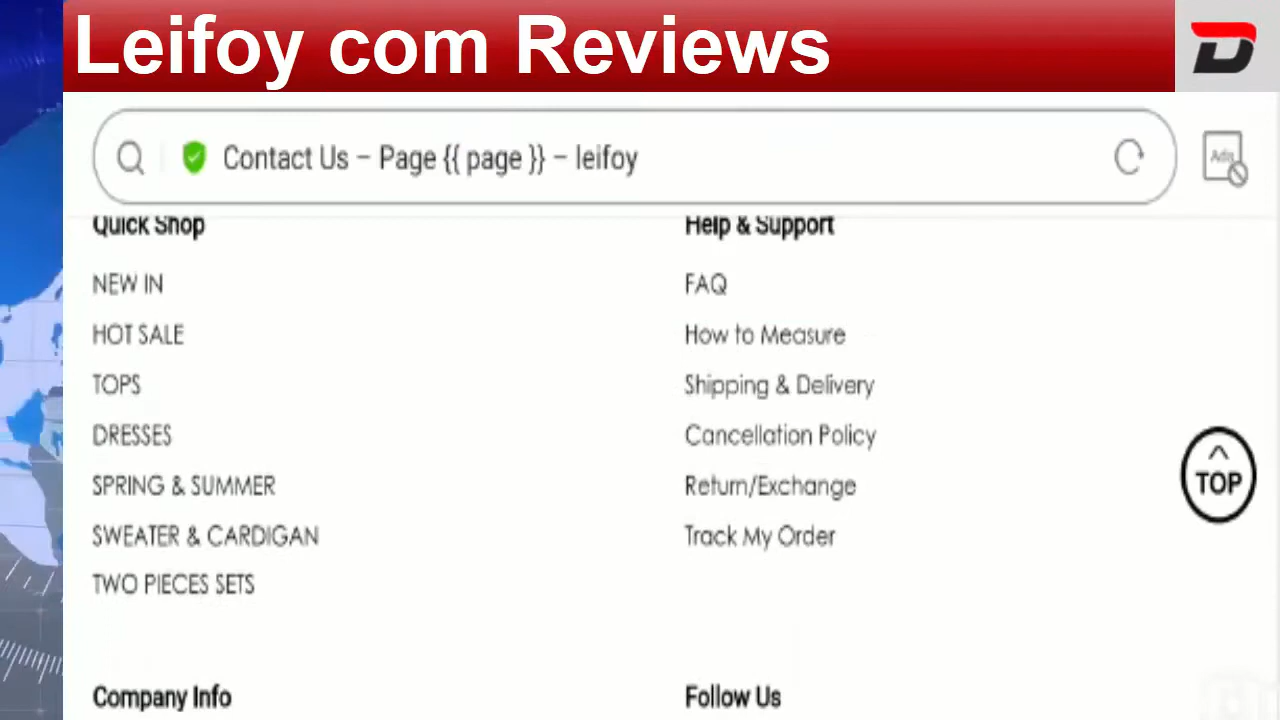 Leifoy com Reviews
Contact Us – Page {{ page }} – leifoy
Ads
Quick Shop
NEW IN
HOT SALE
TOPS
DRESSES
SPRING & SUMMER
SWEATER & CARDIGAN
TWO PIECES SETS
Help & Support
FAQ
How to Measure
Shipping & Delivery
Cancellation Policy
Return/Exchange
Track My Order
TOP
Company Info
Follow Us